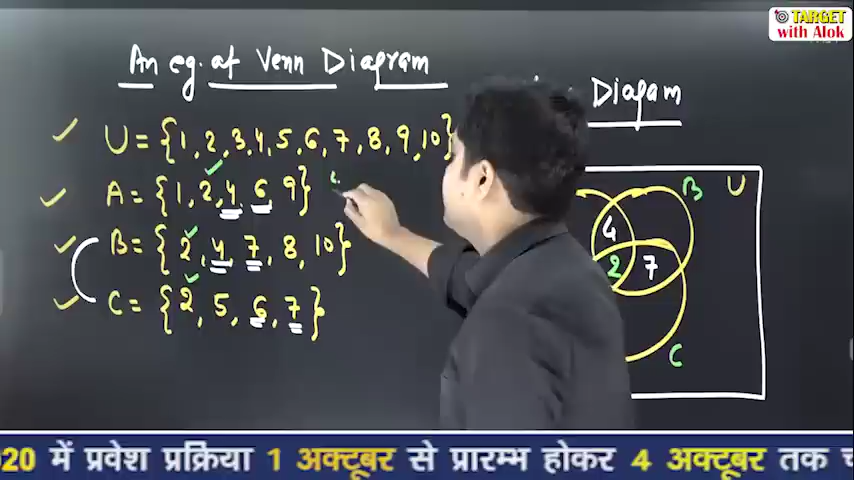 TARGET
with Alok
An eg. of Venn Diagram
Diagam
U = {1, 2, 3, 4, 5, 6, 7, 8, 9, 10}
A = {1, 2, 4, 6, 9}
B = {2, 4, 7, 8, 10}
C = {2, 5, 6, 7}
B
U
4
2
7
C
20 में प्रवेश प्रक्रिया 1 अक्टूबर से प्रारम्भ होकर 4 अक्टूबर तक